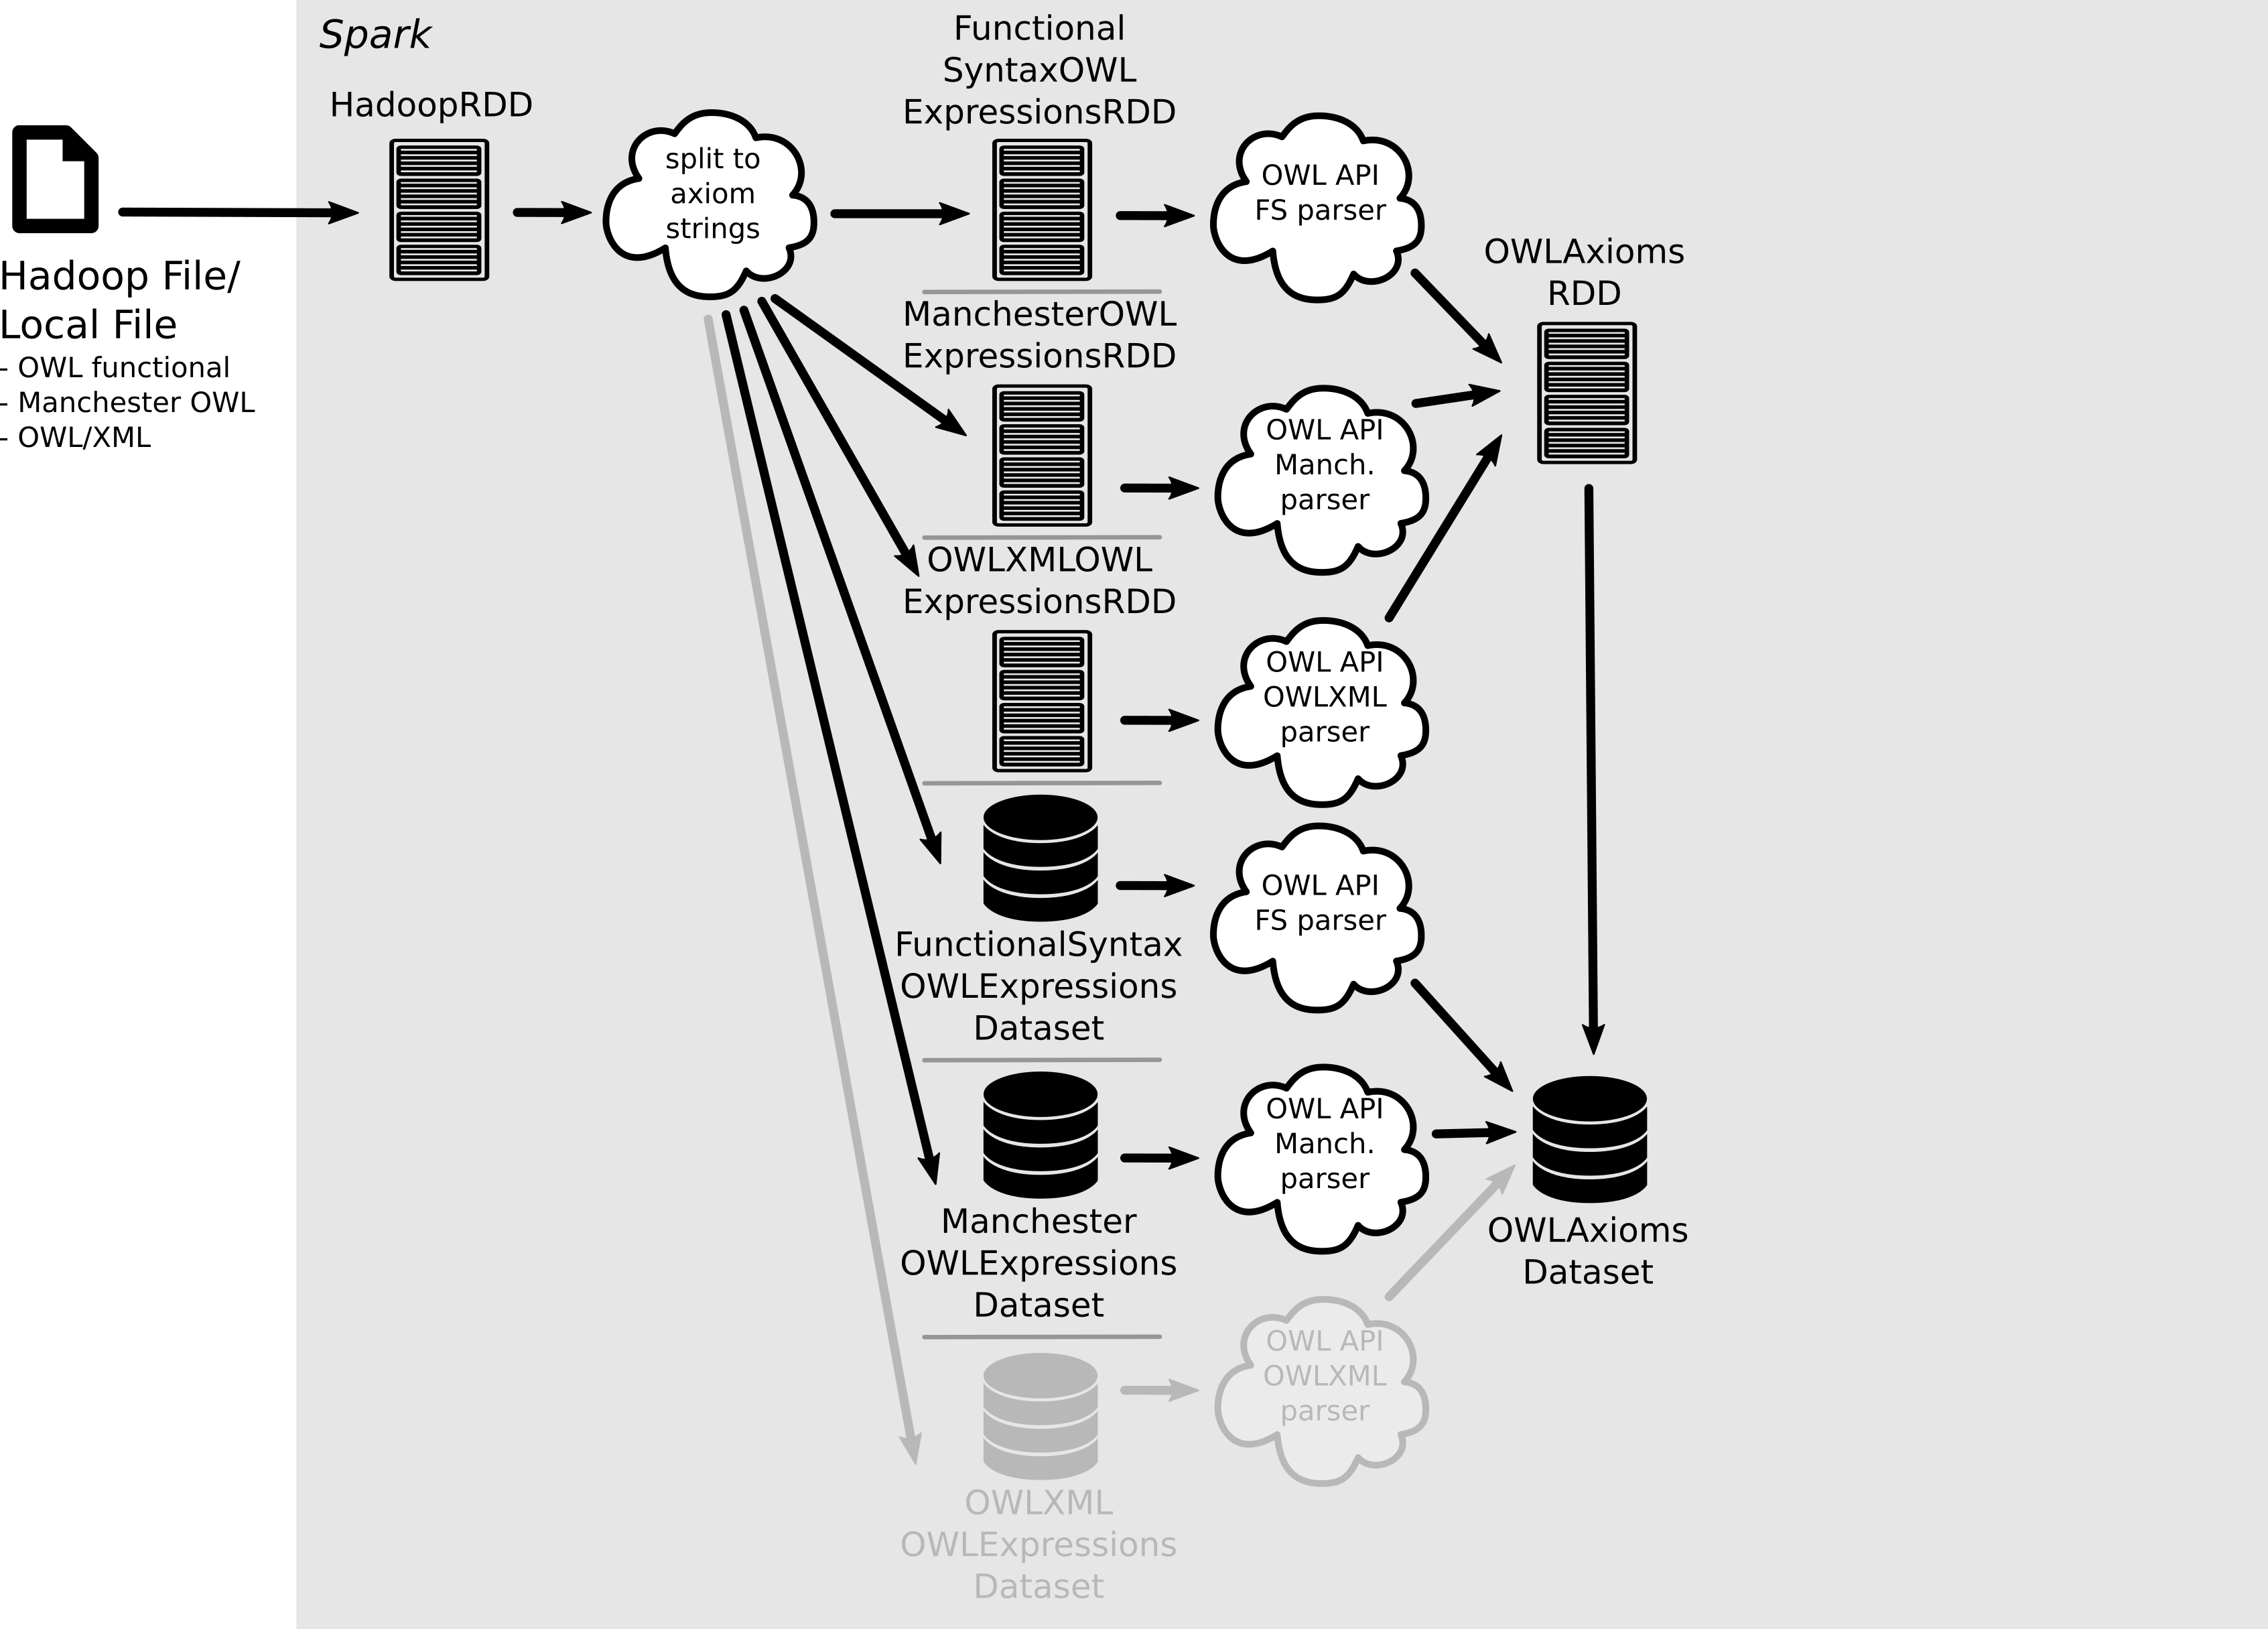 Spark
HadoopRDD
Hadoop File/
Local File
- OWL functional
- Manchester OWL
- OWL/XML
split to
axiom
strings
Functional
SyntaxOWL
ExpressionsRDD
OWL API
FS parser
ManchesterOWL
ExpressionsRDD
OWL API
Manch.
parser
OWLXMLOWL
ExpressionsRDD
OWL API
OWLXML
parser
OWLAxioms
RDD
FunctionalSyntax
OWLExpressions
Dataset
OWL API
FS parser
Manchester
OWLExpressions
Dataset
OWL API
Manch.
parser
OWLXML
OWLExpressions
Dataset
OWL API
OWLXML
parser
OWLAxioms
Dataset